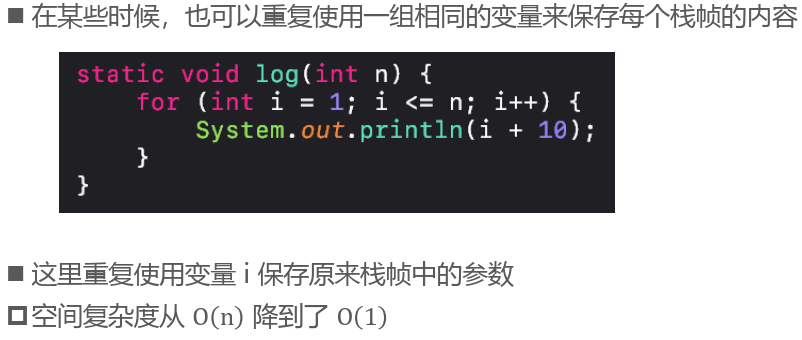 ■ 在某些时候，也可以重复使用一组相同的变量来保存每个栈帧的内容
static void log(int n) {
    for (int i = 1; i <= n; i++) {
        System.out.println(i + 10);
    }
}
■ 这里重复使用变量 i 保存原来栈帧中的参数
□ 空间复杂度从 O(n) 降到了 O(1)